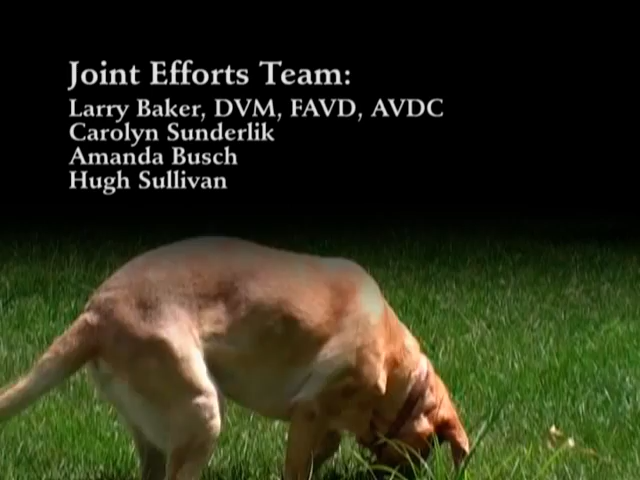 Joint Efforts Team:
Larry Baker, DVM, FAVD, AVDC
Carolyn Sunderlik
Amanda Busch
Hugh Sullivan